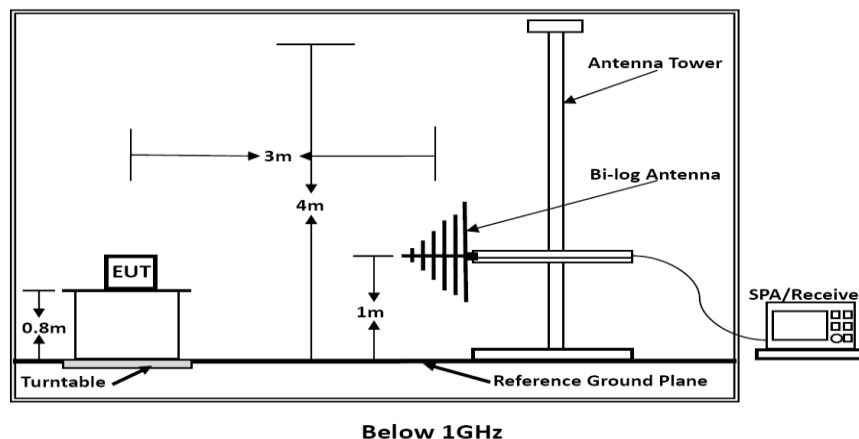 Antenna Tower
3m
Bi-log Antenna
4m
EUT
SPA/Receive
0.8m
1m
Turntable
Reference Ground Plane
Below 1GHz